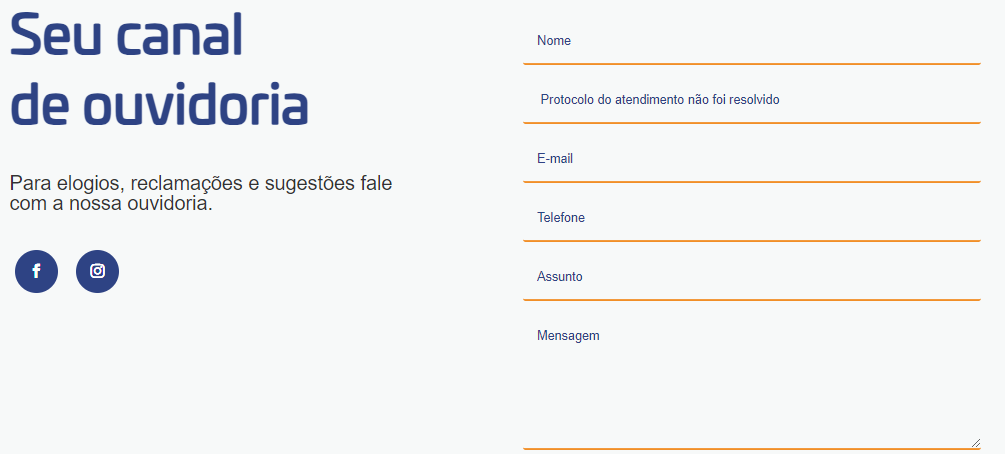 Seu canal
de ouvidoria
Para elogios, reclamações e sugestões fale
com a nossa ouvidoria.
Nome
Protocolo do atendimento não foi resolvido
E-mail
Telefone
Assunto
Mensagem